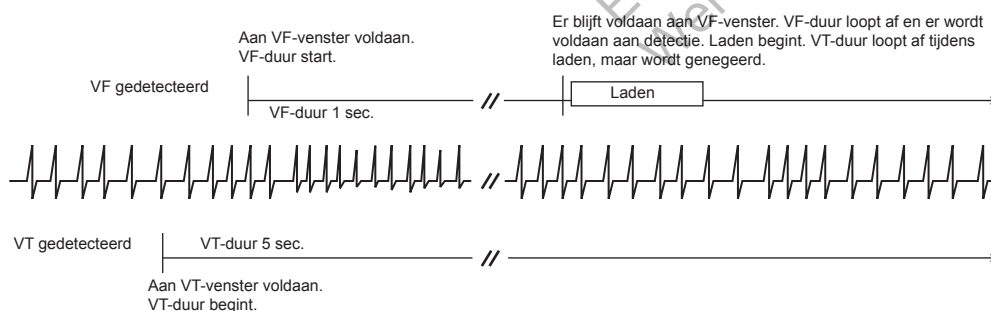 Er blijft voldaan aan VF-venster. VF-duur loopt af en er wordt
voldaan aan detectie. Laden begint. VT-duur loopt af tijdens
laden, maar wordt genegeerd.
Aan VF-venster voldaan.
VF-duur start.
VF gedetecteerd
Laden
VF-duur 1 sec.
VT gedetecteerd
VT-duur 5 sec.
Aan VT-venster voldaan.
VT-duur begint.